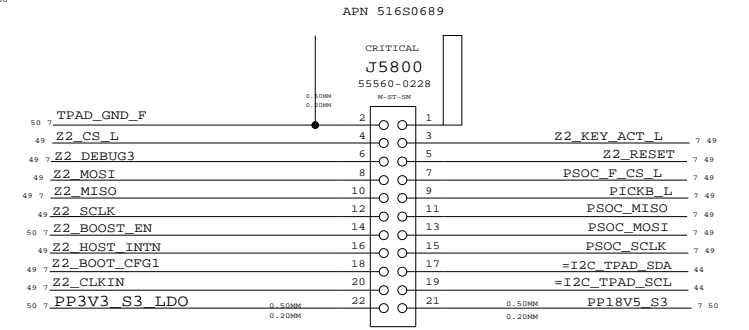 APN 516S0689
CRITICAL
J5800
55560-0228
M-ST-SM
0.50MM
0.20MM
50 7 TPAD_GND_F 2 1
49 Z2_CS_L 4 3 Z2_KEY_ACT_L 7 49
49 7 Z2_DEBUG3 6 5 Z2_RESET 7 49
49 Z2_MOSI 8 7 PSOC_F_CS_L 7 49
49 7 Z2_MISO 10 9 PICKB_L 7 49
49 Z2_SCLK 12 11 PSOC_MISO 7 49
50 7 Z2_BOOST_EN 14 13 PSOC_MOSI 7 49
49 Z2_HOST_INTN 16 15 PSOC_SCLK 7 49
49 7 Z2_BOOT_CFG1 18 17 =I2C_TPAD_SDA 44
49 7 Z2_CLKIN 20 19 =I2C_TPAD_SCL 44
50 7 PP3V3_S3_LDO 0.50MM 22 21 0.50MM PP18V5_S3 7 50
0.20MM 0.20MM